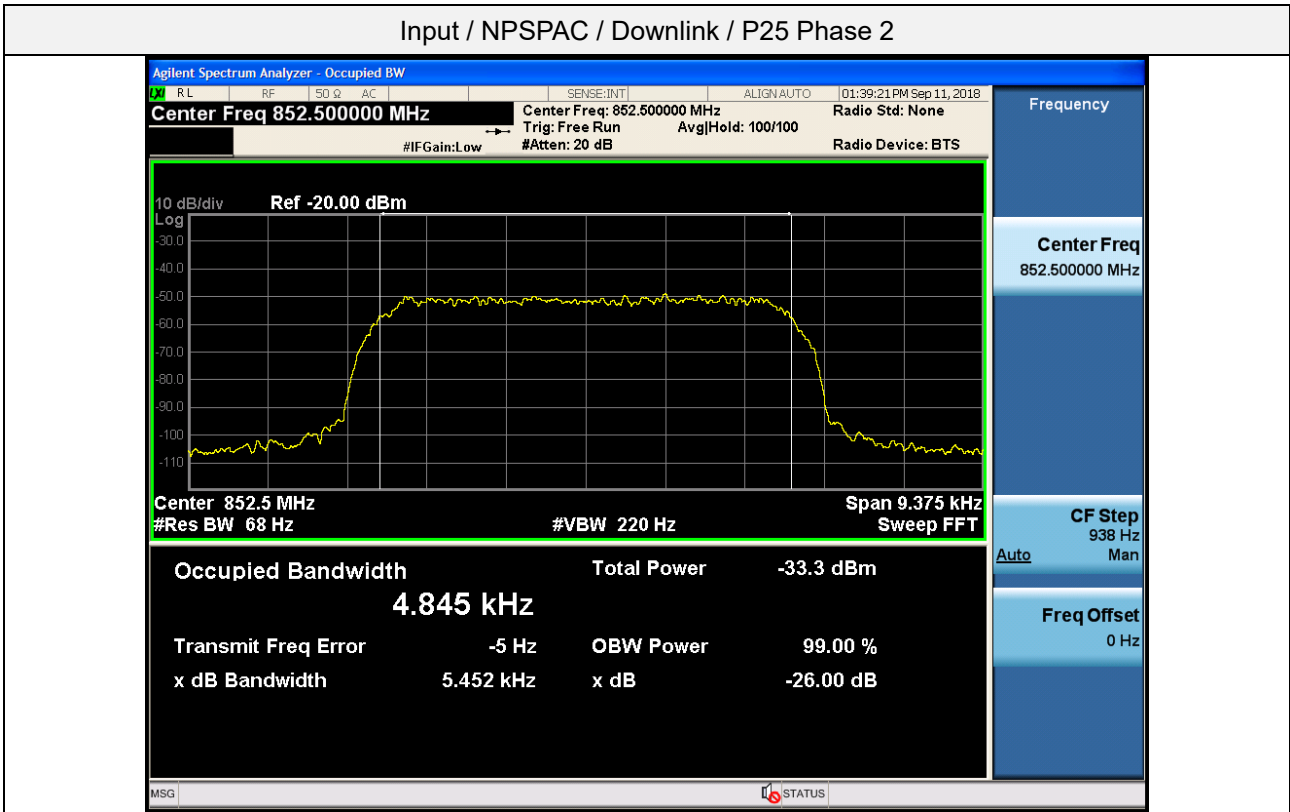 Input / NPSPAC / Downlink / P25 Phase 2
Agilent Spectrum Analyzer - Occupied BW
LXI RL RF 50 Ω AC SENSE:INT ALIGN AUTO 01:39:21 PM Sep 11, 2018
Center Freq 852.500000 MHz
Center Freq: 852.500000 MHz
Radio Std: None
Trig: Free Run Avg|Hold: 100/100
#IFGain:Low #Atten: 20 dB Radio Device: BTS
Frequency
10 dB/div Ref -20.00 dBm
Log
-30.0
-40.0
-50.0
-60.0
-70.0
-80.0
-90.0
-100
-110
Center 852.5 MHz Span 9.375 kHz
#Res BW 68 Hz #VBW 220 Hz Sweep FFT
Center Freq
852.500000 MHz
CF Step
938 Hz
Auto Man
Freq Offset
0 Hz
Occupied Bandwidth Total Power -33.3 dBm
4.845 kHz
Transmit Freq Error -5 Hz OBW Power 99.00 %
x dB Bandwidth 5.452 kHz x dB -26.00 dB
MSG STATUS